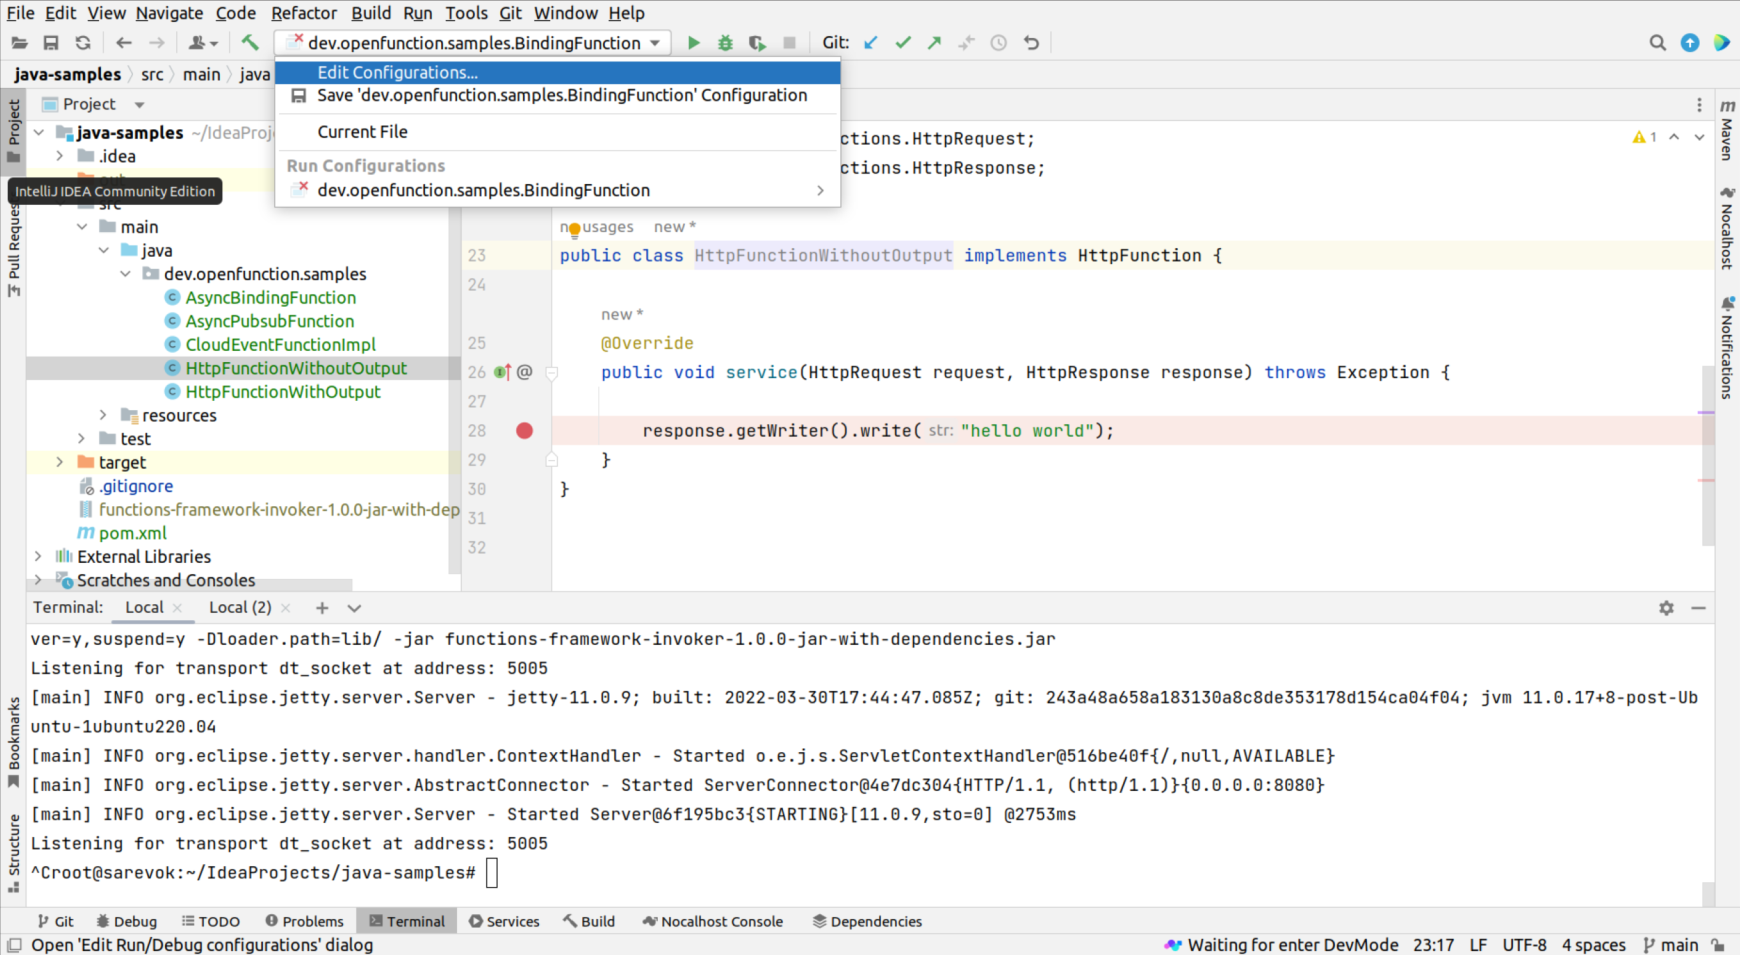 File Edit View Navigate Code Refactor Build Run Tools Git Window Help
dev.openfunction.samples.BindingFunction
Git:
java-samples src main java
Edit Configurations...
Save 'dev.openfunction.samples.BindingFunction' Configuration
Current File
Run Configurations
dev.openfunction.samples.BindingFunction
Project
Project
java-samples ~/IdeaProj
.idea
IntelliJ IDEA Community Edition
src
main
java
dev.openfunction.samples
AsyncBindingFunction
AsyncPubsubFunction
CloudEventFunctionImpl
HttpFunctionWithoutOutput
HttpFunctionWithOutput
resources
test
target
.gitignore
functions-framework-invoker-1.0.0-jar-with-dep
pom.xml
External Libraries
Scratches and Consoles
Pull Reques
Bookmarks
Structure
ctions.HttpRequest;
ctions.HttpResponse;
1
usages new *
23 public class HttpFunctionWithoutOutput implements HttpFunction {
24
new *
25 @Override
26 @ public void service(HttpRequest request, HttpResponse response) throws Exception {
27
28 response.getWriter().write( str: "hello world");
29 }
30 }
31
32
m Maven
Nocalhost
Notifications
Terminal: Local Local (2)
ver=y,suspend=y -Dloader.path=lib/ -jar functions-framework-invoker-1.0.0-jar-with-dependencies.jar
Listening for transport dt_socket at address: 5005
[main] INFO org.eclipse.jetty.server.Server - jetty-11.0.9; built: 2022-03-30T17:44:47.085Z; git: 243a48a658a183130a8c8de353178d154ca04f04; jvm 11.0.17+8-post-Ub
untu-1ubuntu220.04
[main] INFO org.eclipse.jetty.server.handler.ContextHandler - Started o.e.j.s.ServletContextHandler@516be40f{/,null,AVAILABLE}
[main] INFO org.eclipse.jetty.server.AbstractConnector - Started ServerConnector@4e7dc304{HTTP/1.1, (http/1.1)}{0.0.0.0:8080}
[main] INFO org.eclipse.jetty.server.Server - Started Server@6f195bc3{STARTING}[11.0.9,sto=0] @2753ms
Listening for transport dt_socket at address: 5005
^Croot@sarevok:~/IdeaProjects/java-samples#
Git Debug TODO Problems Terminal Services Build Nocalhost Console Dependencies
Open 'Edit Run/Debug configurations' dialog
Waiting for enter DevMode 23:17 LF UTF-8 4 spaces main